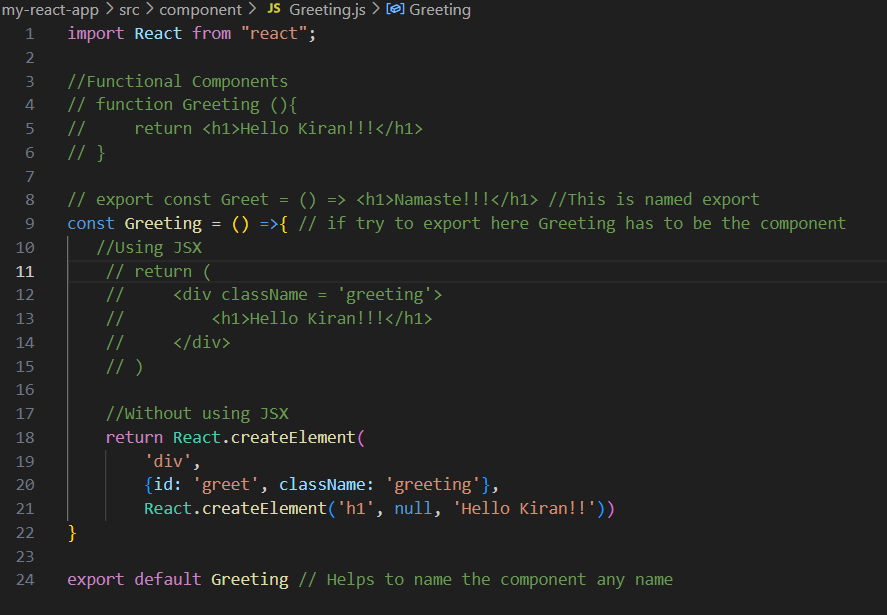 my-react-app > src > component > JS Greeting.js > Greeting
1 import React from "react";
2
3 //Functional Components
4 // function Greeting (){
5 //     return <h1>Hello Kiran!!!</h1>
6 // }
7
8 // export const Greet = () => <h1>Namaste!!!</h1> //This is named export
9 const Greeting = () =>{ // if try to export here Greeting has to be the component
10    //Using JSX
11     // return (
12     //     <div className = 'greeting'>
13     //         <h1>Hello Kiran!!!</h1>
14     //     </div>
15     // )
16
17     //Without using JSX
18     return React.createElement(
19         'div',
20         {id: 'greet', className: 'greeting'},
21         React.createElement('h1', null, 'Hello Kiran!!'))
22 }
23
24 export default Greeting // Helps to name the component any name